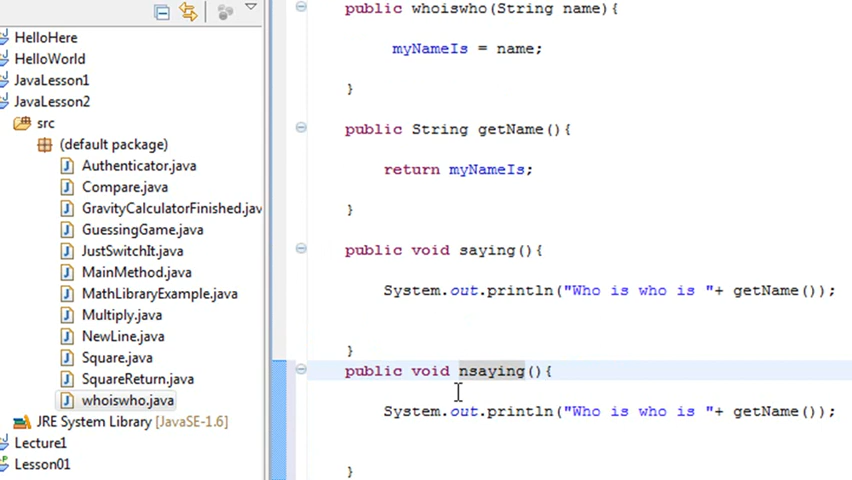 HelloHere
HelloWorld
JavaLesson1
JavaLesson2
src
(default package)
Authenticator.java
Compare.java
GravityCalculatorFinished.jav
GuessingGame.java
JustSwitchIt.java
MainMethod.java
MathLibraryExample.java
Multiply.java
NewLine.java
Square.java
SquareReturn.java
whoiswho.java
JRE System Library [JavaSE-1.6]
Lecture1
Lesson01
public whoiswho(String name){
myNameIs = name;
}
public String getName(){
return myNameIs;
}
public void saying(){
System.out.println("Who is who is "+ getName());
}
public void nsaying(){
System.out.println("Who is who is "+ getName());
}